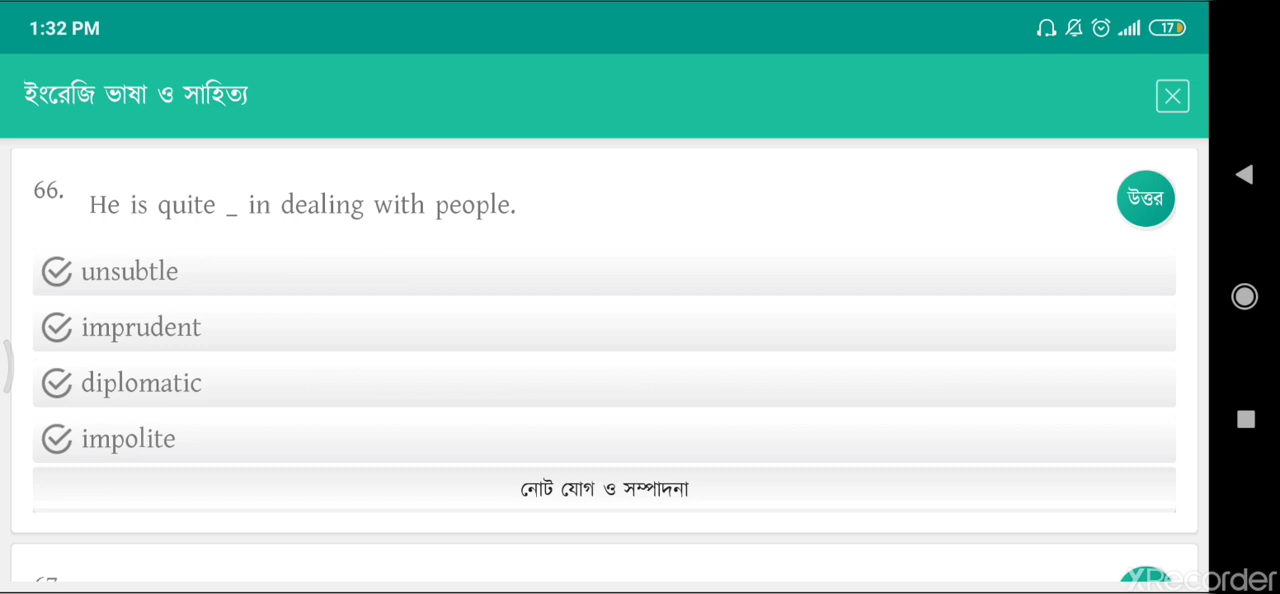 1:32 PM
17
ইংরেজি ভাষা ও সাহিত্য
66. He is quite _ in dealing with people.
উত্তর
unsubtle
imprudent
diplomatic
impolite
নোট যোগ ও সম্পাদনা
XRecorder